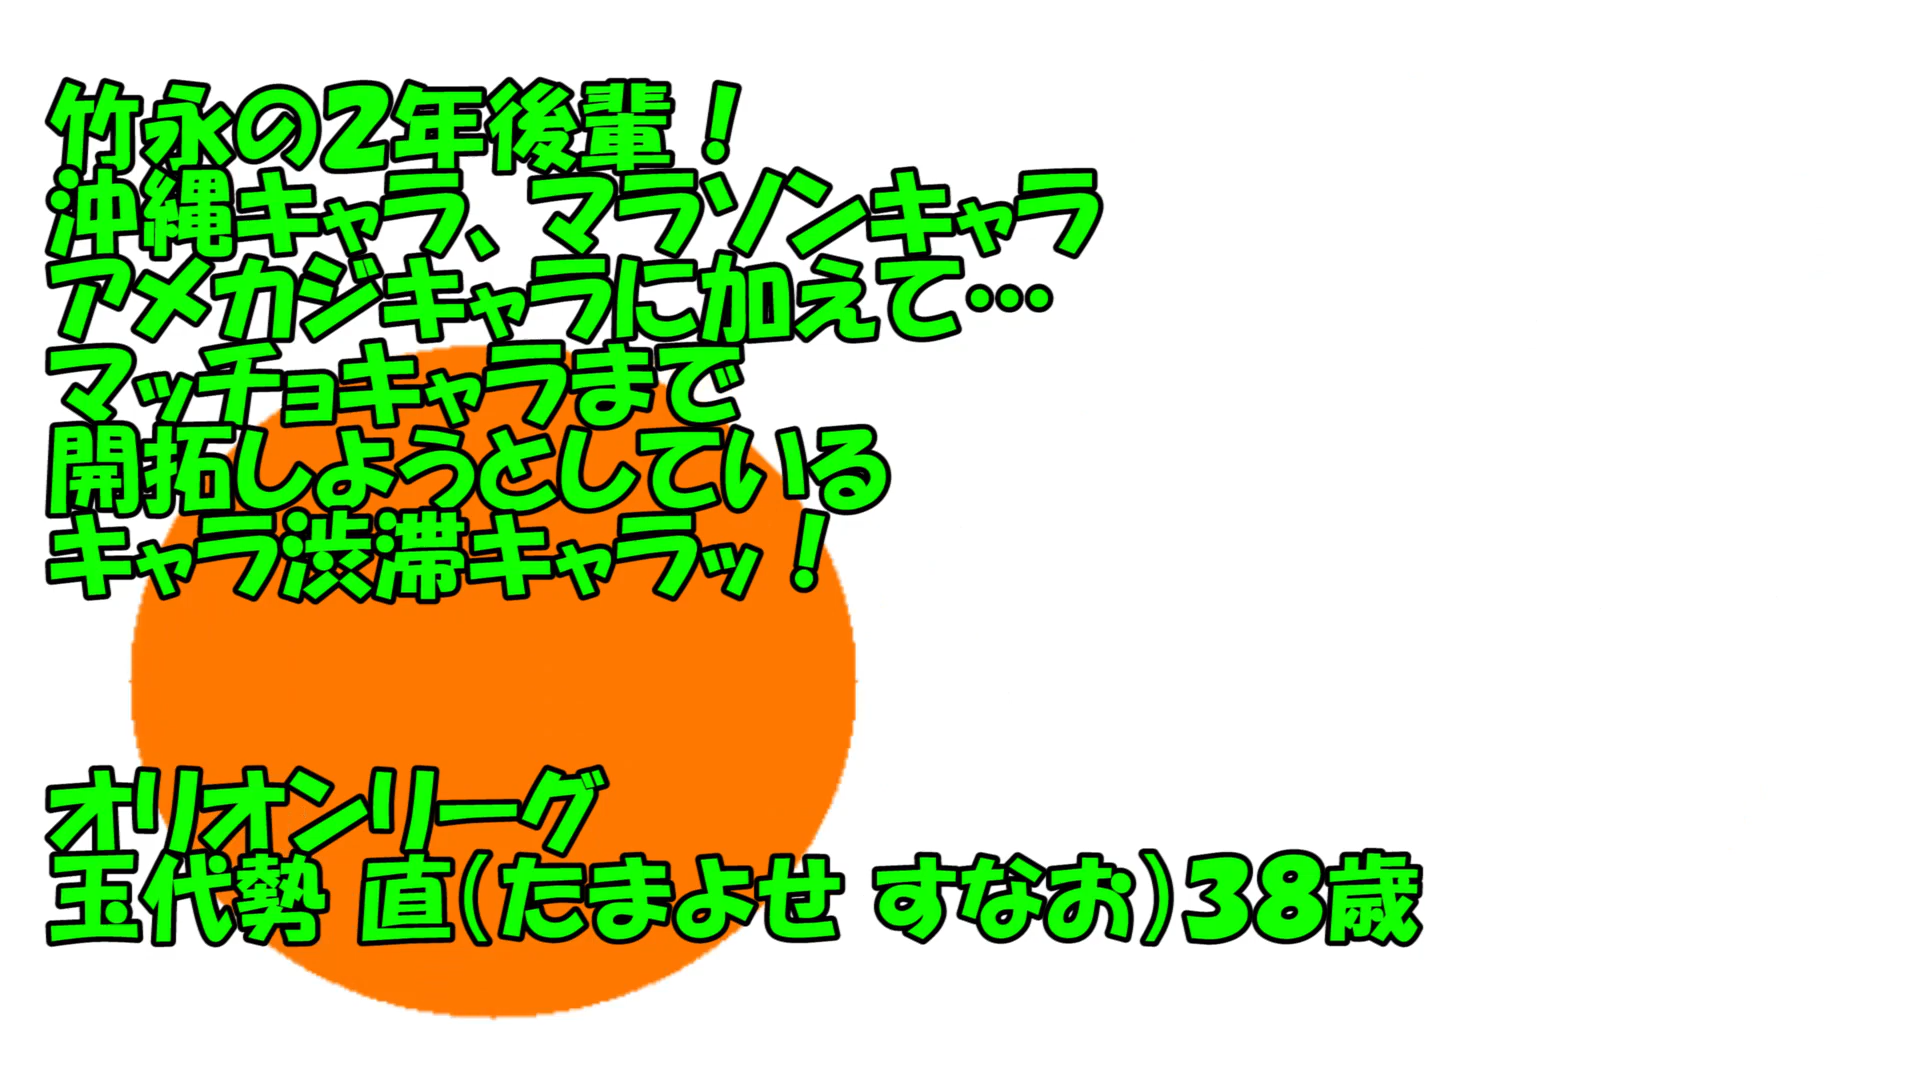 竹永の2年後輩！
沖縄キャラ、マラソンキャラ
アメカジキャラに加えて…
マッチョキャラまで
開拓しようとしている
キャラ渋滞キャラッ！
オリオンリーグ
玉代勢 直(たまよせ すなお)38歳